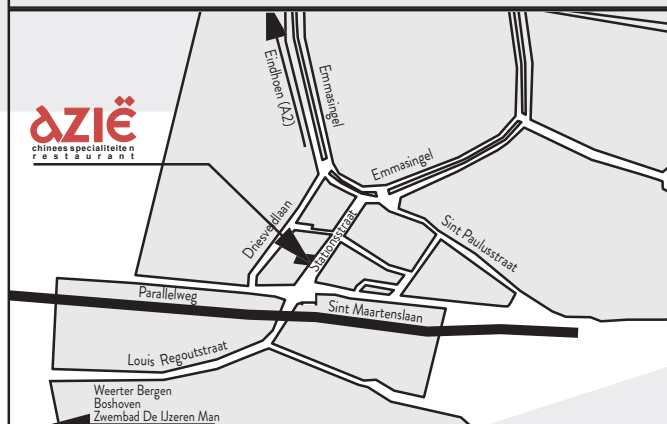 Eindhoen (A2)
Emmasingel
AZIË
chinees specialiteiten
restaurant
Emmasingel
Driesveldlaan
Stationsstraat
Sint Paulusstraat
Parallelweg
Sint Maartenslaan
Louis Regoutstraat
Weerter Bergen
Boshoven
Zwembad De IJzeren Man